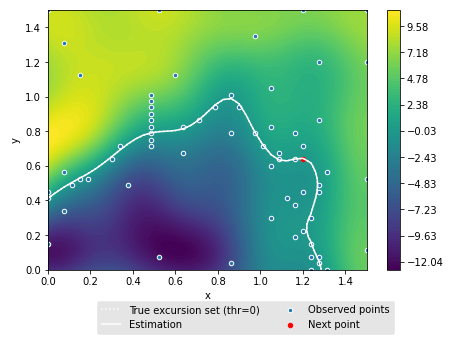 1.4
1.2
1.0
0.8
0.6
0.4
0.2
0.0
y
0.0 0.2 0.4 0.6 0.8 1.0 1.2 1.4
x
9.58
7.18
4.78
2.38
−0.03
−2.43
−4.83
−7.23
−9.63
−12.04
True excursion set (thr=0)
Estimation
Observed points
Next point